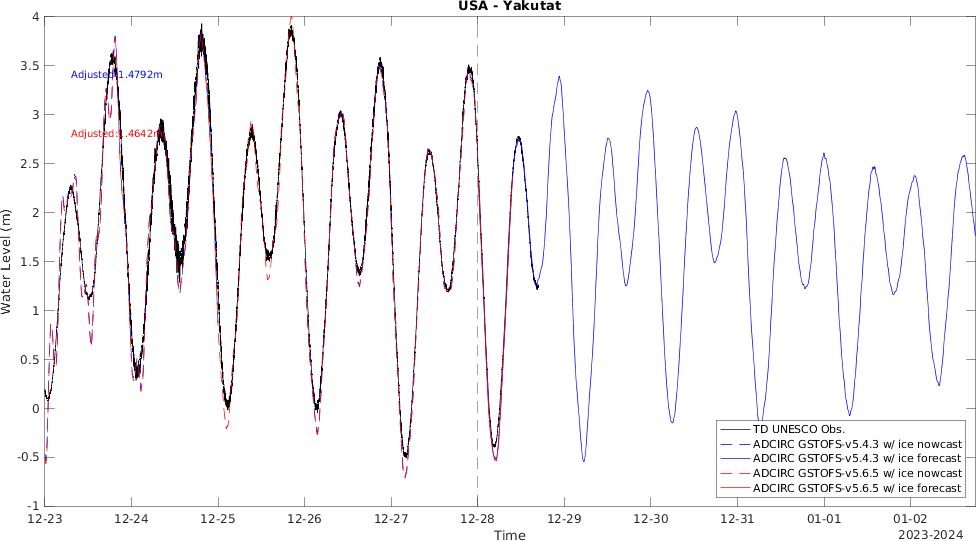 USA - Yakutat
4
3.5
3
2.5
2
1.5
1
0.5
0
-0.5
-1
Water Level (m)
Adjusted:1.4792m
Adjusted:1.4642m
TD UNESCO Obs.
ADCIRC GSTOFS-v5.4.3 w/ ice nowcast
ADCIRC GSTOFS-v5.4.3 w/ ice forecast
ADCIRC GSTOFS-v5.6.5 w/ ice nowcast
ADCIRC GSTOFS-v5.6.5 w/ ice forecast
12-23 12-24 12-25 12-26 12-27 12-28 12-29 12-30 12-31 01-01 01-02
Time
2023-2024